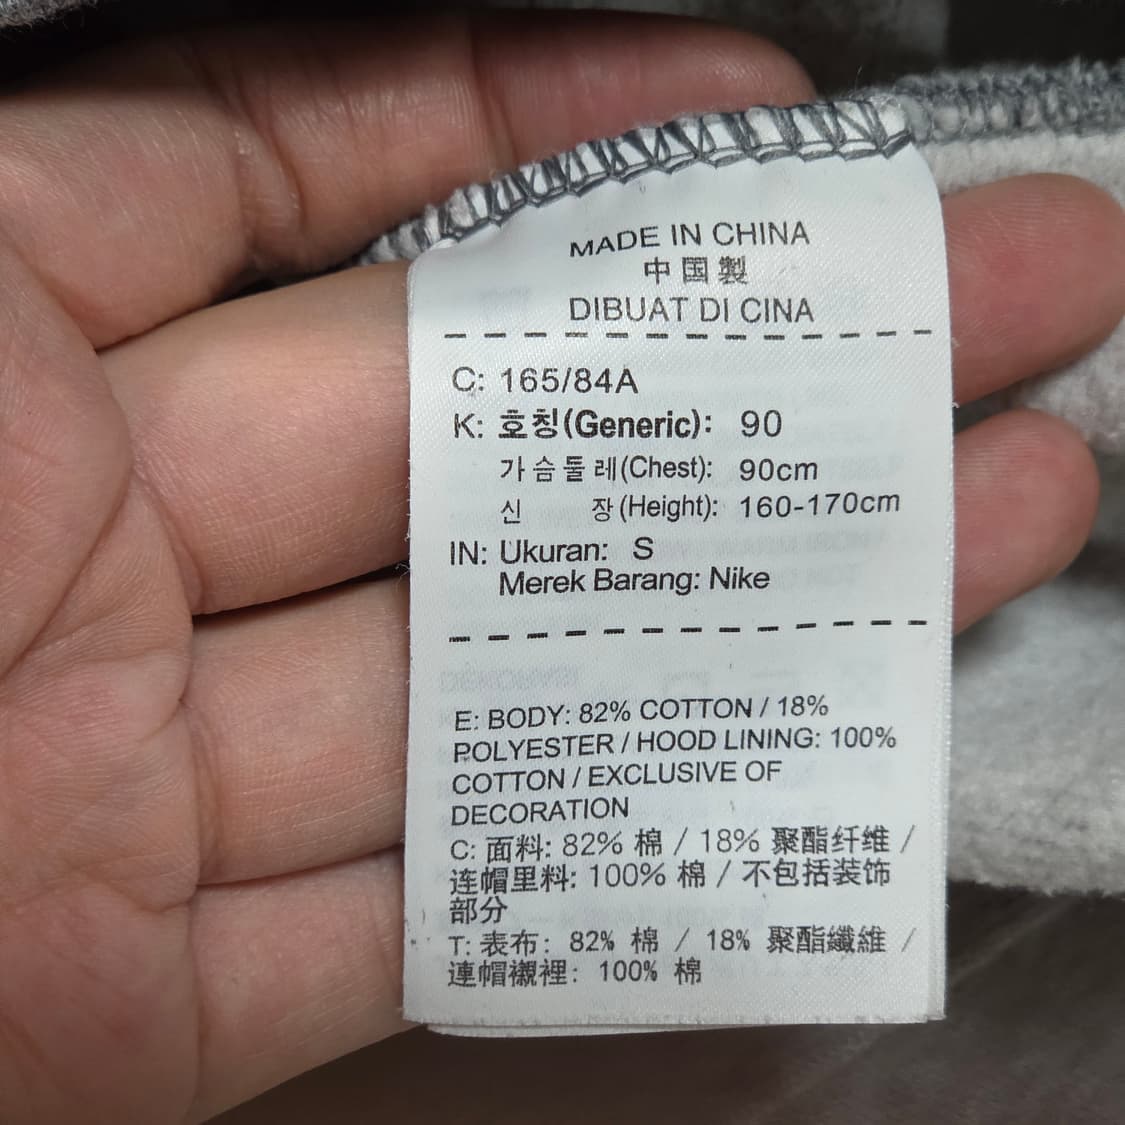 MADE IN CHINA
中国製
DIBUAT DI CINA
C: 165/84A
K: 호칭(Generic): 90
가슴둘레(Chest): 90cm
신 장(Height): 160-170cm
IN: Ukuran: S
Merek Barang: Nike
E: BODY: 82% COTTON / 18%
POLYESTER / HOOD LINING: 100%
COTTON / EXCLUSIVE OF
DECORATION
C: 面料: 82% 棉 / 18% 聚酯纤维 /
连帽里料: 100% 棉 / 不包括装饰
部分
T: 表布: 82% 棉 / 18% 聚酯纖維 /
連帽襯裡: 100% 棉